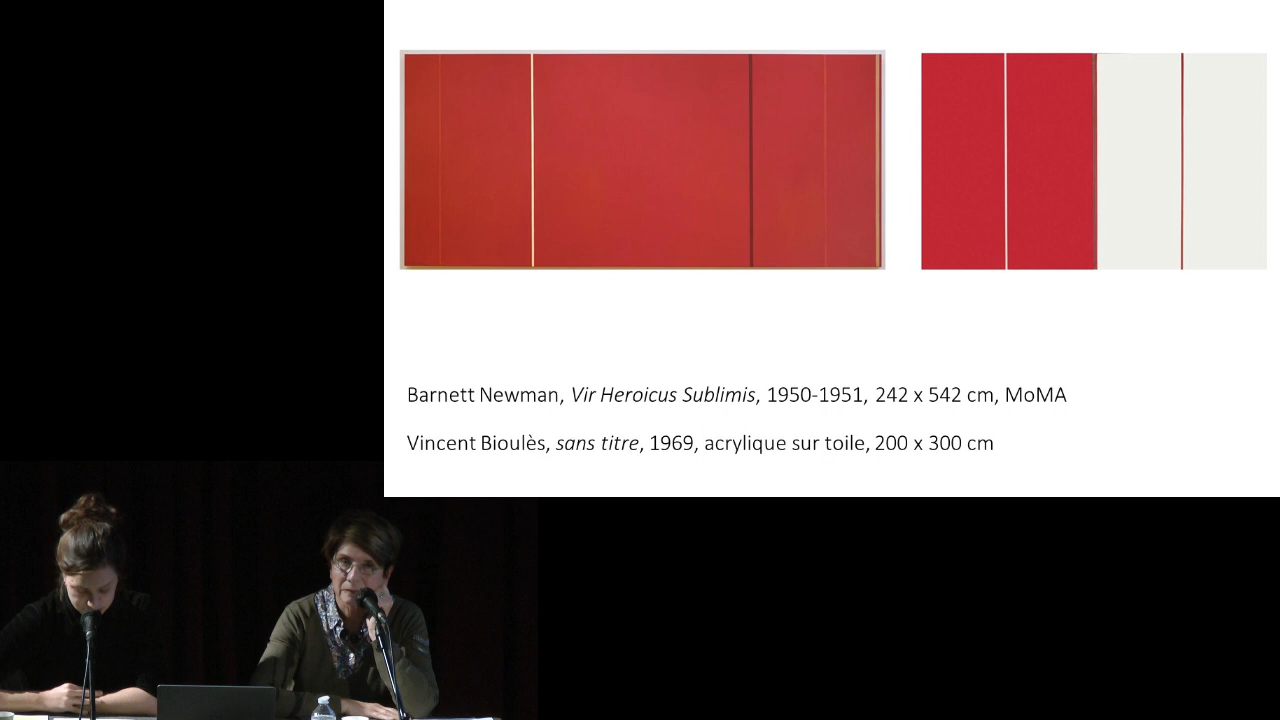 Barnett Newman, Vir Heroicus Sublimis, 1950-1951, 242 x 542 cm, MoMA
Vincent Bioulès, sans titre, 1969, acrylique sur toile, 200 x 300 cm